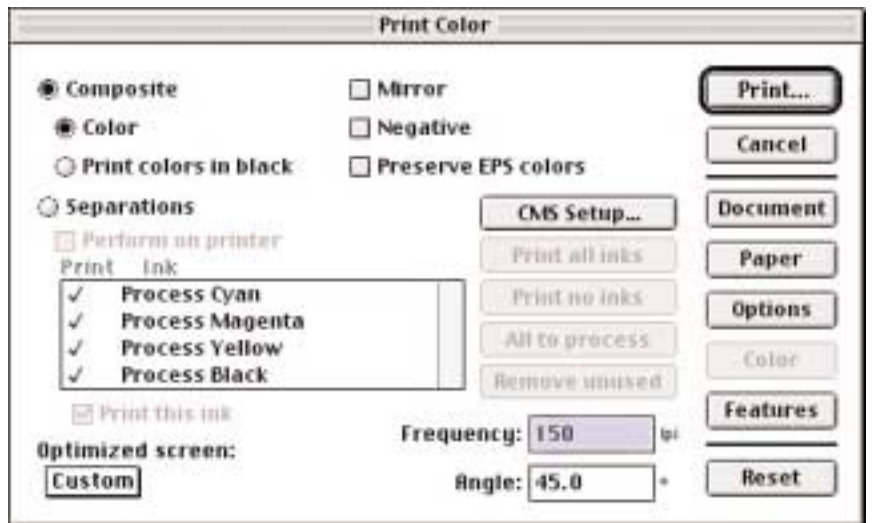 Print Color
Composite
Color
Print colors in black
Separations
Perform on printer
Print Ink
Process Cyan
Process Magenta
Process Yellow
Process Black
Print this ink
Optimized screen:
Custom
Mirror
Negative
Preserve EPS colors
CMS Setup...
Print all inks
Print no inks
All to process
Remove unused
Frequency: 150 lpi
Angle: 45.0 °
Print...
Cancel
Document
Paper
Options
Color
Features
Reset